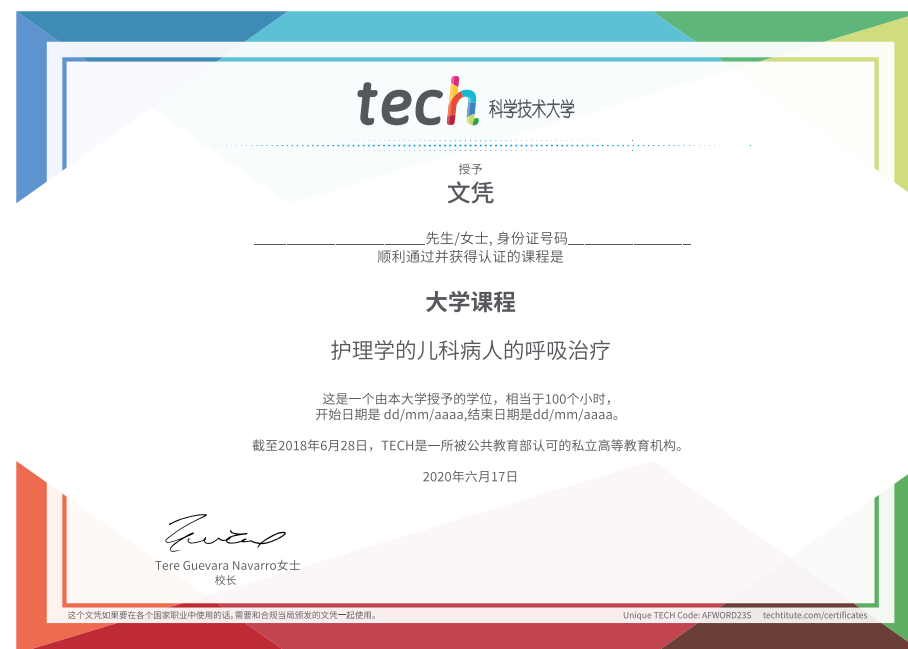 tech 科学技术大学
授予
文凭
________________________先生/女士, 身份证号码_______________
顺利通过并获得认证的课程是
大学课程
护理学的儿科病人的呼吸治疗
这是一个由本大学授予的学位，相当于100个小时，
开始日期是 dd/mm/aaaa,结束日期是dd/mm/aaaa。
截至2018年6月28日，TECH是一所被公共教育部认可的私立高等教育机构。
2020年六月17日
Tere Guevara Navarro女士
校长
这个文凭如果要在各个国家职业中使用的话,需要和合规当局颁发的文凭一起使用。
Unique TECH Code: AFWORD23S techtitute.com/certificates